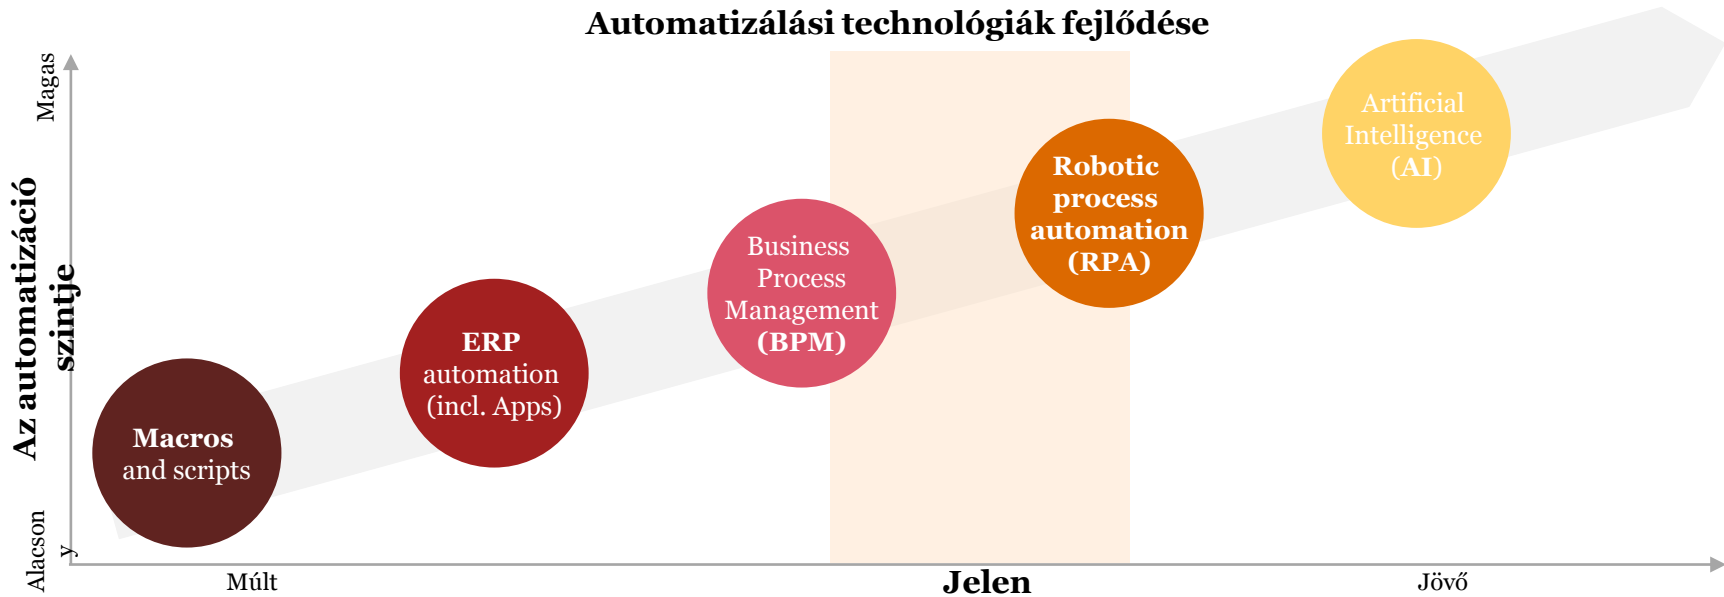 Automatizálási technológiák fejlődése
Magas
Az automatizáció
szintje
Alacson
y
Macros
and scripts
ERP
automation
(incl. Apps)
Business
Process
Management
(BPM)
Robotic
process
automation
(RPA)
Artificial
Intelligence
(AI)
Múlt
Jelen
Jövő